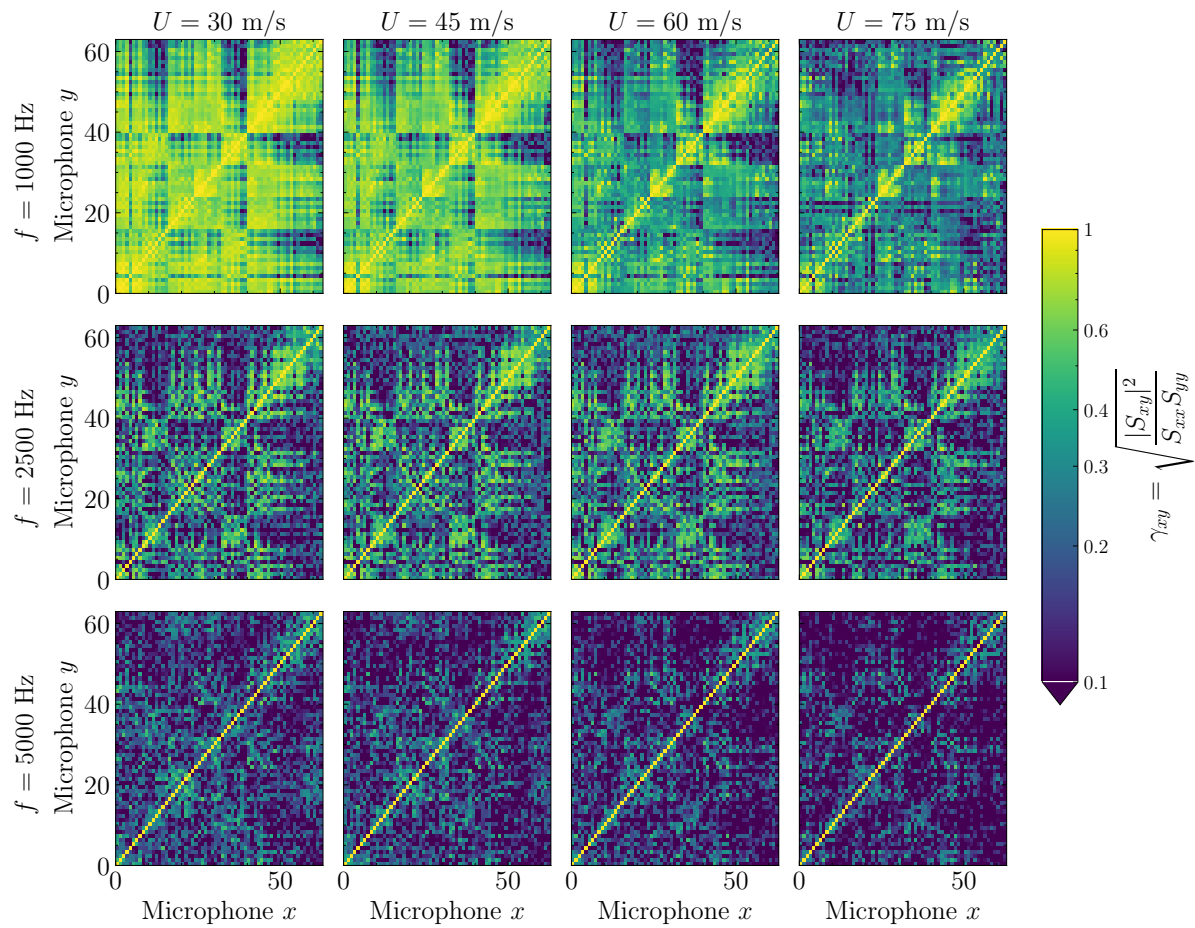 U = 30 m/s
U = 45 m/s
U = 60 m/s
U = 75 m/s
f = 1000 Hz
Microphone y
60
40
20
0
f = 2500 Hz
Microphone y
60
40
20
0
f = 5000 Hz
Microphone y
60
40
20
0
0
50
0
50
0
50
0
50
Microphone x
Microphone x
Microphone x
Microphone x
1
0.6
0.4
0.3
0.2
0.1
γxy = √(|Sxy|²/SxxSyy)